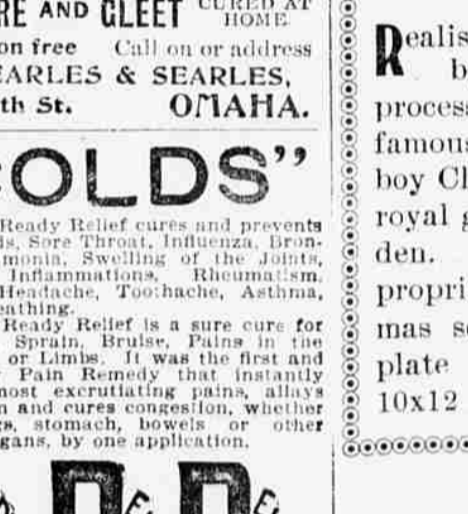 RE AND GLEET CURED AT HOME
on free Call on or address
EARLES & SEARLES,
th St. OMAHA.
COLDS”
Ready Relief cures and prevents
ds, Sore Throat, Influenza, Bron-
monia, Swelling of the Joints,
Inflammations, Rheumatism,
Headache, Toothache, Asthma,
eathing.
Ready Relief is a sure cure for
Sprain, Bruise, Pains in the
or Limbs. It was the first and
Pain Remedy that instantly
most excrutiating pains, allays
n and cures congestion, whether
gs, stomach, bowels or other
gans, by one application.
Realis
b
process
famous
boy Cl
royal g
den.
propri
mas s
plate
10x12